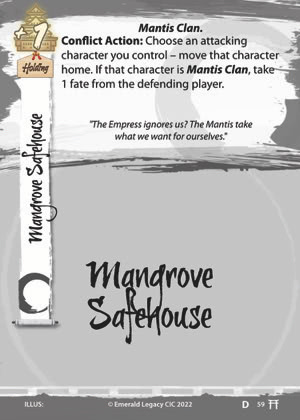 1
Holding
Mantis Clan.
Conflict Action: Choose an attacking
character you control – move that character
home. If that character is Mantis Clan, take
1 fate from the defending player.
"The Empress ignores us? The Mantis take
what we want for ourselves."
Mangrove Safehouse
Mangrove
Safehouse
ILLUS: © Emerald Legacy CIC 2022 D 59